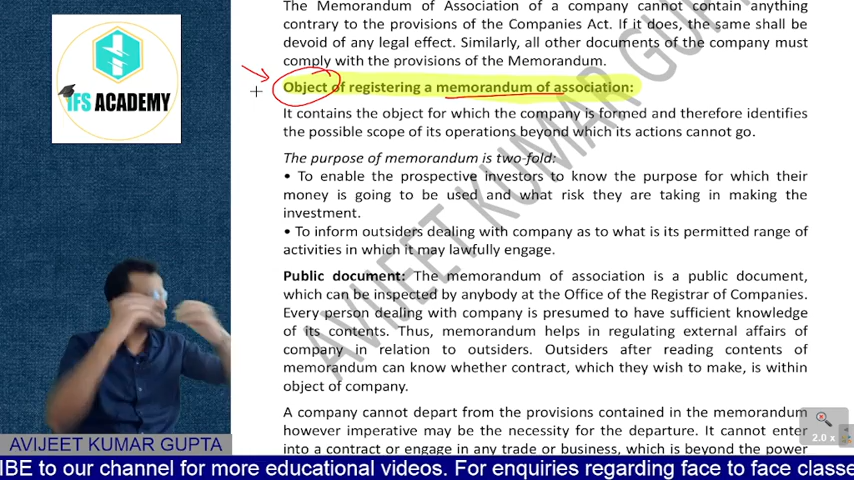 The Memorandum of Association of a company cannot contain anything
contrary to the provisions of the Companies Act. If it does, the same shall be
devoid of any legal effect. Similarly, all other documents of the company must
comply with the provisions of the Memorandum.
Object of registering a memorandum of association:
It contains the object for which the company is formed and therefore identifies
the possible scope of its operations beyond which its actions cannot go.
The purpose of memorandum is two-fold:
• To enable the prospective investors to know the purpose for which their
money is going to be used and what risk they are taking in making the
investment.
• To inform outsiders dealing with company as to what is its permitted range of
activities in which it may lawfully engage.
Public document: The memorandum of association is a public document,
which can be inspected by anybody at the Office of the Registrar of Companies.
Every person dealing with company is presumed to have sufficient knowledge
of its contents. Thus, memorandum helps in regulating external affairs of
company in relation to outsiders. Outsiders after reading contents of
memorandum can know whether contract, which they wish to make, is within
object of company.
A company cannot depart from the provisions contained in the memorandum
however imperative may be the necessity for the departure. It cannot enter
into a contract or engage in any trade or business, which is beyond the power
AVIJEET KUMAR GUPTA
IFS ACADEMY
2.0 x
AVIJEET KUMAR GUPTA
IBE to our channel for more educational videos. For enquiries regarding face to face classe